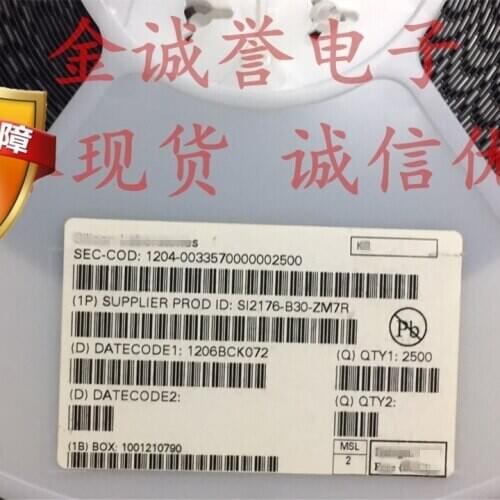 金诚誉电子
障
现货 诚信优
SEC-COD: 1204-0033570000002500
(1P) SUPPLIER PROD ID: SI2176-B30-ZM7R
Pb
(D) DATECODE1: 1206BCK072
(Q) QTY1: 2500
(D) DATECODE2:
(Q) QTY2:
(1B) BOX: 1001210790
MSL
2